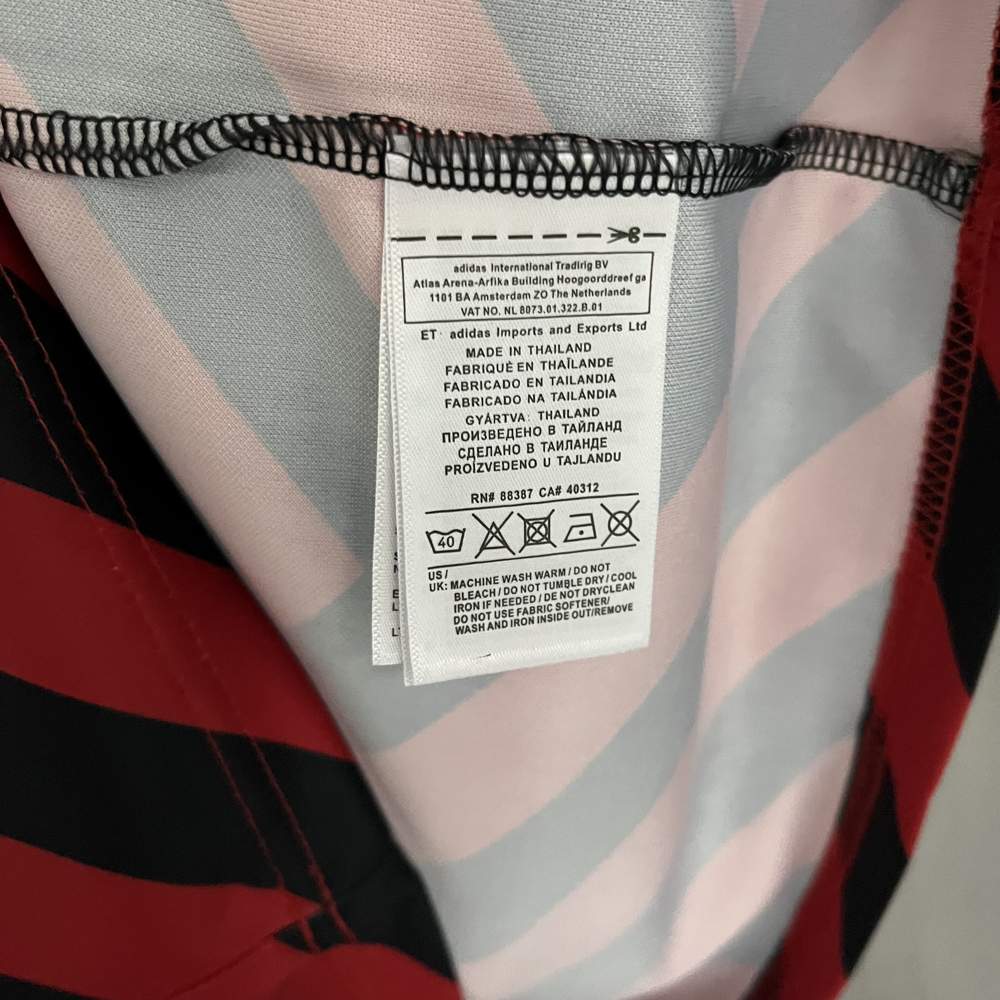 adidas International Tradirig BV
Atlas Arena-Arfika Building Hoogoorddreef ga
1101 BA Amsterdam ZO The Netherlands
VAT NO. NL 8073.01.322.B.01
ET· adidas Imports and Exports Ltd
MADE IN THAILAND
FABRIQUÉ EN THAÏLANDE
FABRICADO EN TAILANDIA
FABRICADO NA TAILÂNDIA
GYÁRTVA: THAILAND
ПРОИЗВЕДЕНО В ТАЙЛАНД
СДЕЛАНО В ТАИЛАНДЕ
PROİZVEDENO U TAJLANDU
RN# 88387 CA# 40312
40
US /
UK: MACHINE WASH WARM / DO NOT
BLEACH / DO NOT TUMBLE DRY / COOL
IRON IF NEEDED / DE NOT DRYCLEAN
DO NOT USE FABRIC SOFTENER/
WASH AND IRON INSIDE OUT/REMOVE